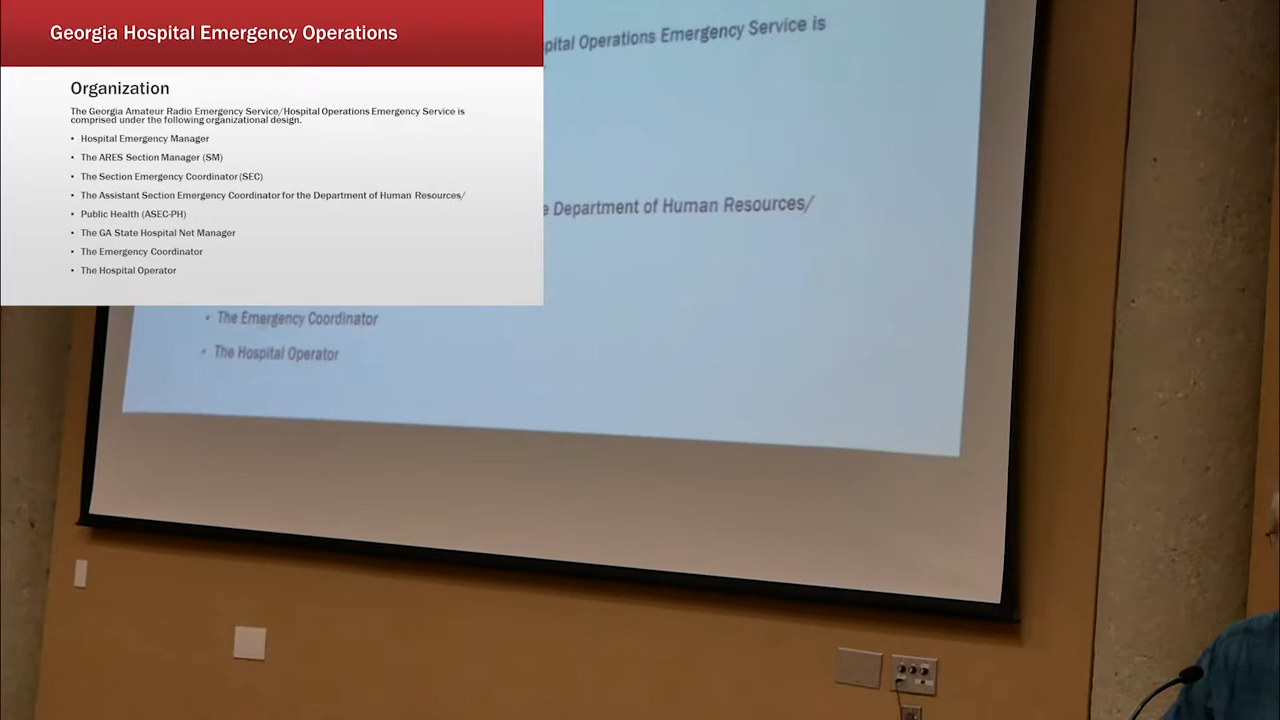 Georgia Hospital Emergency Operations
Organization
The Georgia Amateur Radio Emergency Service/Hospital Operations Emergency Service is
comprised under the following organizational design.
• Hospital Emergency Manager
• The ARES Section Manager (SM)
• The Section Emergency Coordinator (SEC)
• The Assistant Section Emergency Coordinator for the Department of Human Resources/
• Public Health (ASEC-PH)
• The GA State Hospital Net Manager
• The Emergency Coordinator
• The Hospital Operator
pital Operations Emergency Service is
e Department of Human Resources/
• The Emergency Coordinator
• The Hospital Operator